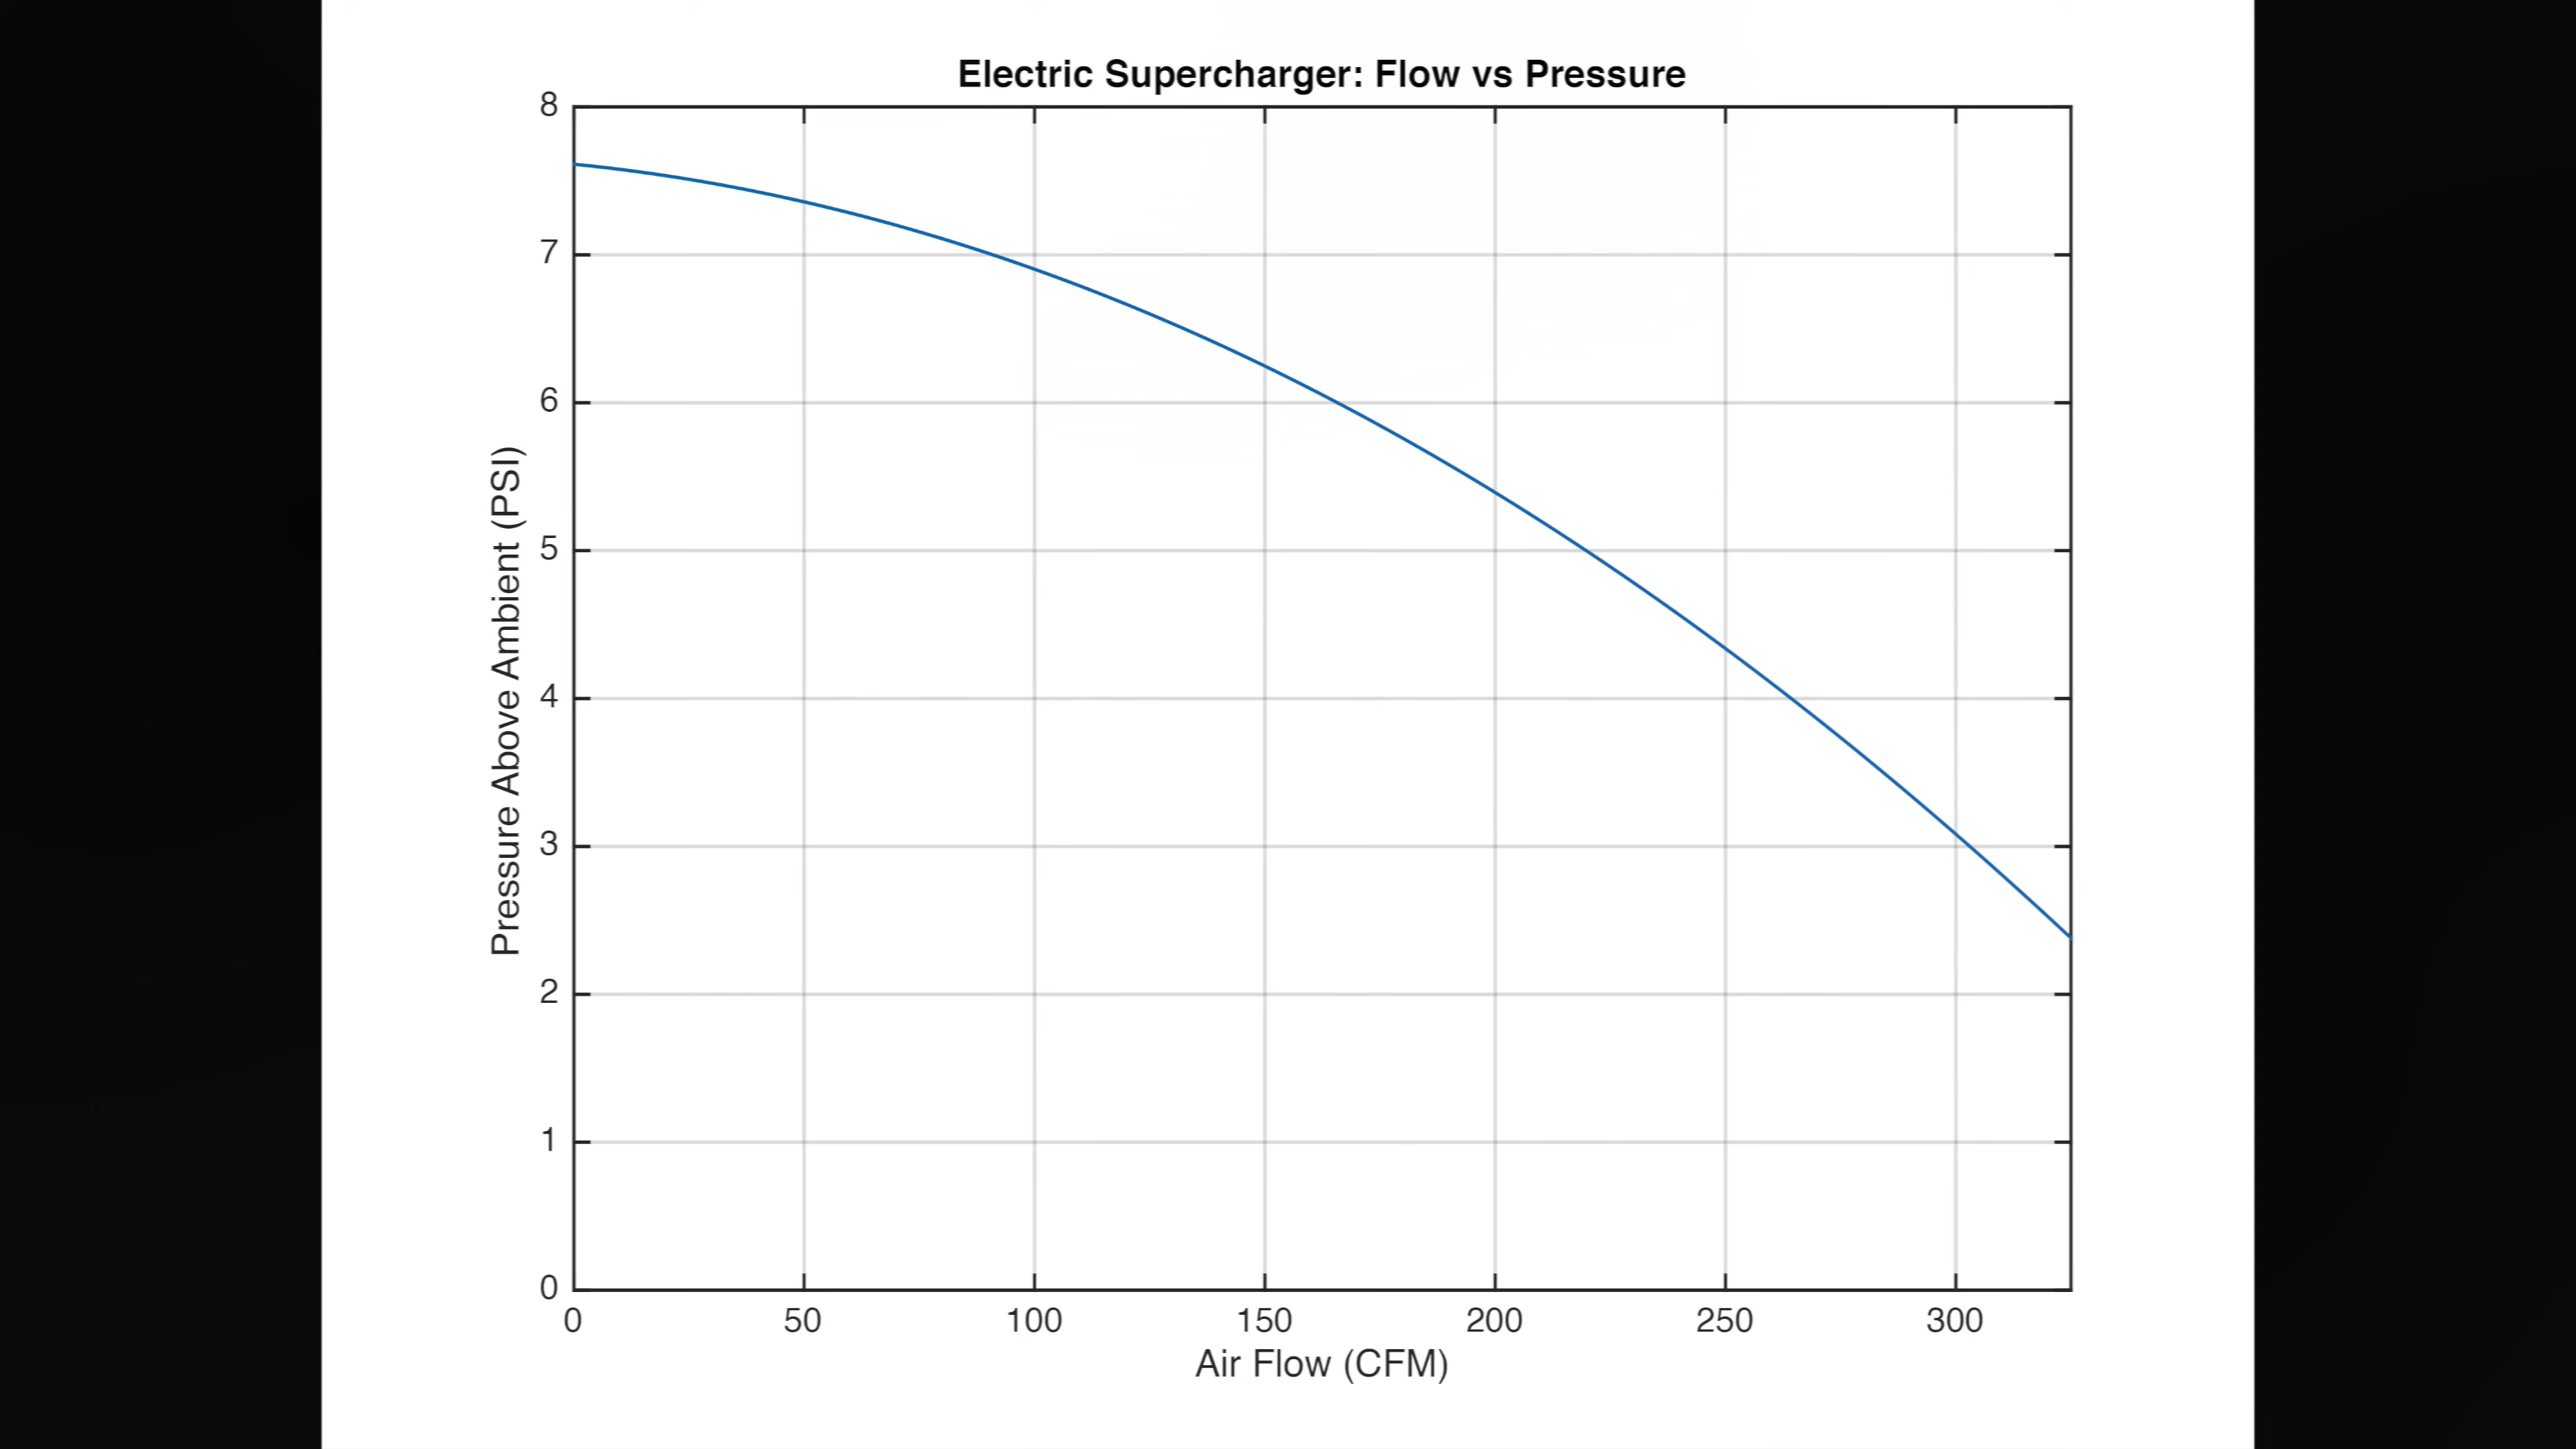 Electric Supercharger: Flow vs Pressure
8
7
6
5
4
3
2
1
0
Pressure Above Ambient (PSI)
0 50 100 150 200 250 300
Air Flow (CFM)